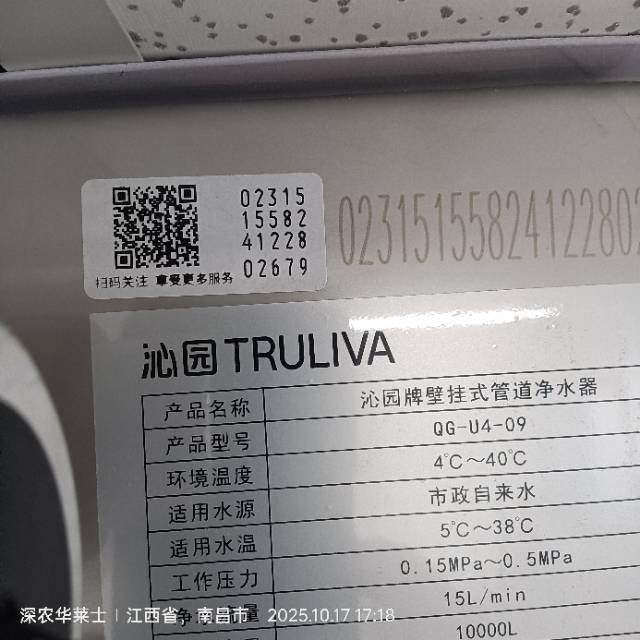 02315
15582
41228
02679
扫码关注 享受更多服务
02315155824122802
沁园TRULIVA
产品名称 沁园牌壁挂式管道净水器
产品型号 QG-U4-09
环境温度 4℃～40℃
适用水源 市政自来水
适用水温 5℃～38℃
工作压力 0.15MPa～0.5MPa
净 量 15L/min
10000L
深农华莱士 江西省，南昌市 2025.10.17 17:18